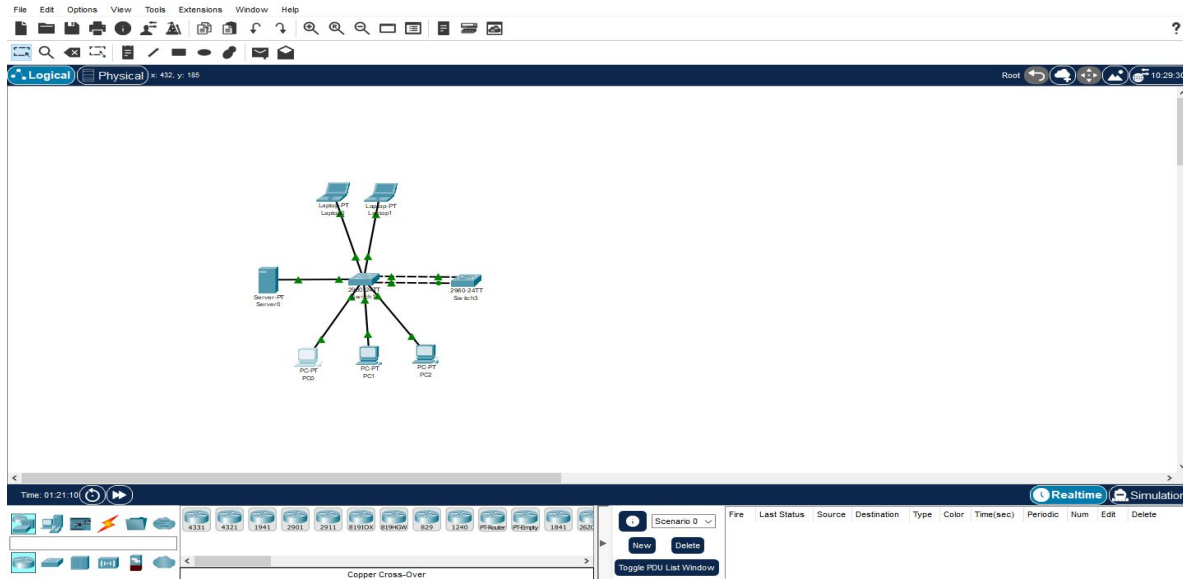 File Edit Options View Tools Extensions Window Help
?
Logical Physical x: 432, y: 185 Root 10:29:30
Laptop-PT Laptop-PT
Laptop1
Server-PT
Server0
2960-24TT
Switch3
PC-PT
PC0
PC-PT
PC1
PC-PT
PC2
Time: 01:21:10 Realtime Simulation
4331 4321 1941 2901 2911 819IOX 819HGW 829 1240 PT-Router PT-Empty 1841
Copper Cross-Over
Scenario 0
New Delete
Toggle PDU List Window
Fire Last Status Source Destination Type Color Time(sec) Periodic Num Edit Delete